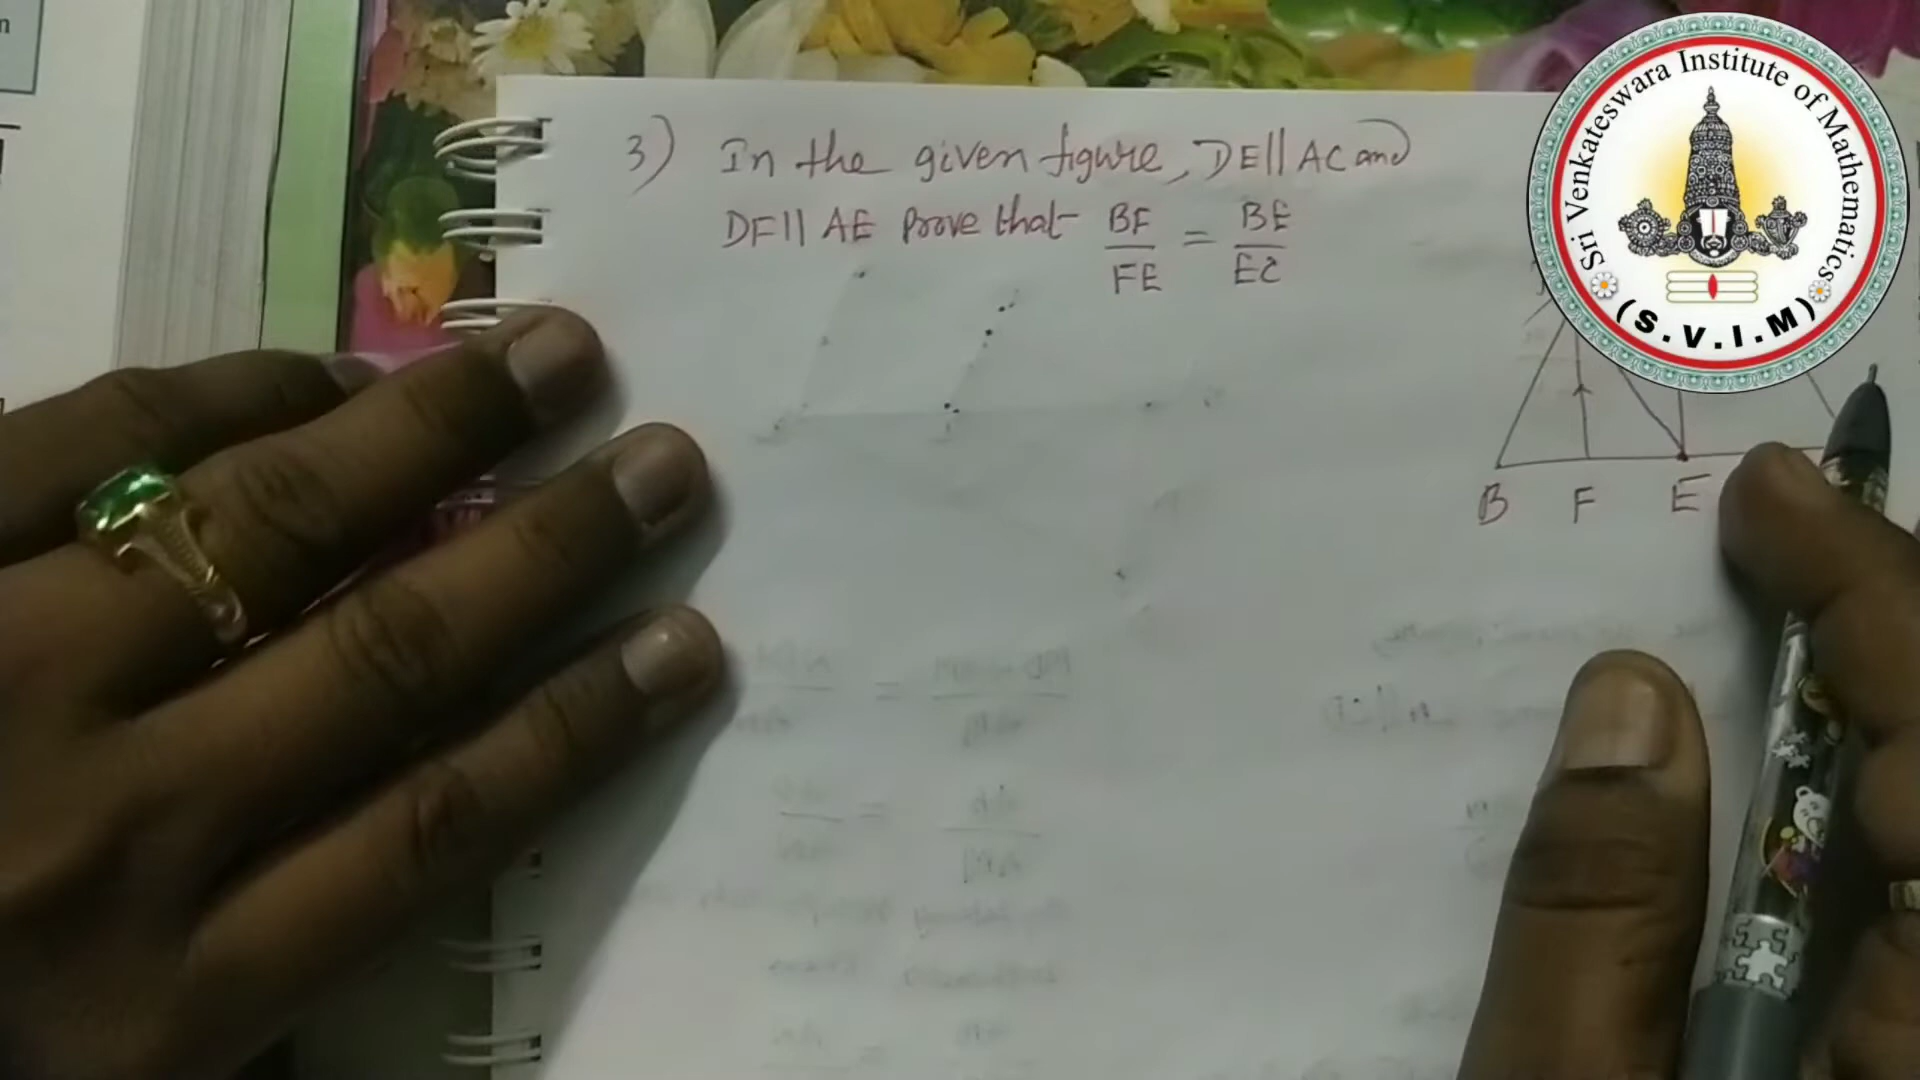 n
3) In the given figure, DE || AC and
DF || AE Prove that BF/FE = BE/EC
B F E
Sri Venkateswara Institute of Mathematics
(S.V.I.M)